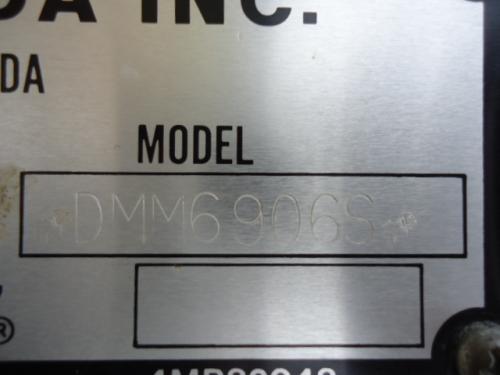 DA INC.
DA
MODEL
*DMM6906S*
®